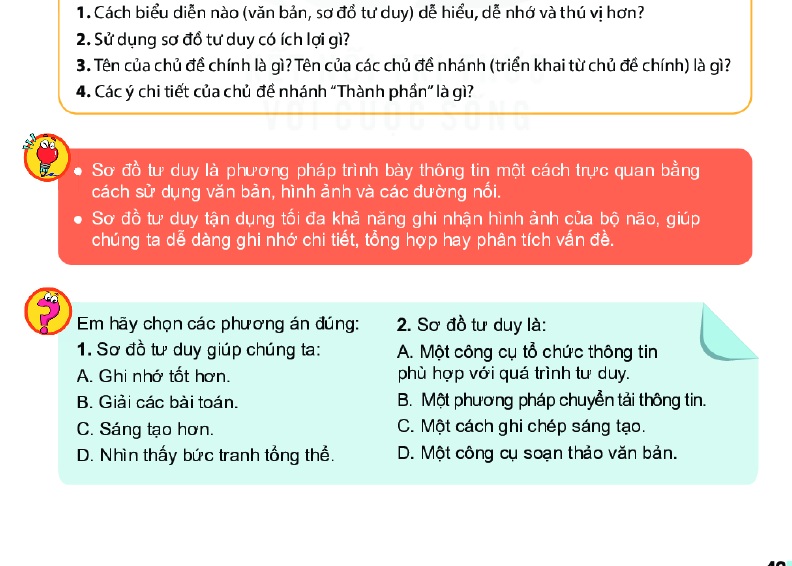 1. Cách biểu diễn nào (văn bản, sơ đồ tư duy) dễ hiểu, dễ nhớ và thú vị hơn?
2. Sử dụng sơ đồ tư duy có ích lợi gì?
3. Tên của chủ đề chính là gì? Tên của các chủ đề nhánh (triển khai từ chủ đề chính) là gì?
4. Các ý chi tiết của chủ đề nhánh “Thành phần” là gì?
VỚI CUỘC SỐNG
• Sơ đồ tư duy là phương pháp trình bày thông tin một cách trực quan bằng
cách sử dụng văn bản, hình ảnh và các đường nối.
• Sơ đồ tư duy tận dụng tối đa khả năng ghi nhận hình ảnh của bộ não, giúp
chúng ta dễ dàng ghi nhớ chi tiết, tổng hợp hay phân tích vấn đề.
Em hãy chọn các phương án đúng:
1. Sơ đồ tư duy giúp chúng ta:
A. Ghi nhớ tốt hơn.
B. Giải các bài toán.
C. Sáng tạo hơn.
D. Nhìn thấy bức tranh tổng thể.
2. Sơ đồ tư duy là:
A. Một công cụ tổ chức thông tin
phù hợp với quá trình tư duy.
B. Một phương pháp chuyển tải thông tin.
C. Một cách ghi chép sáng tạo.
D. Một công cụ soạn thảo văn bản.